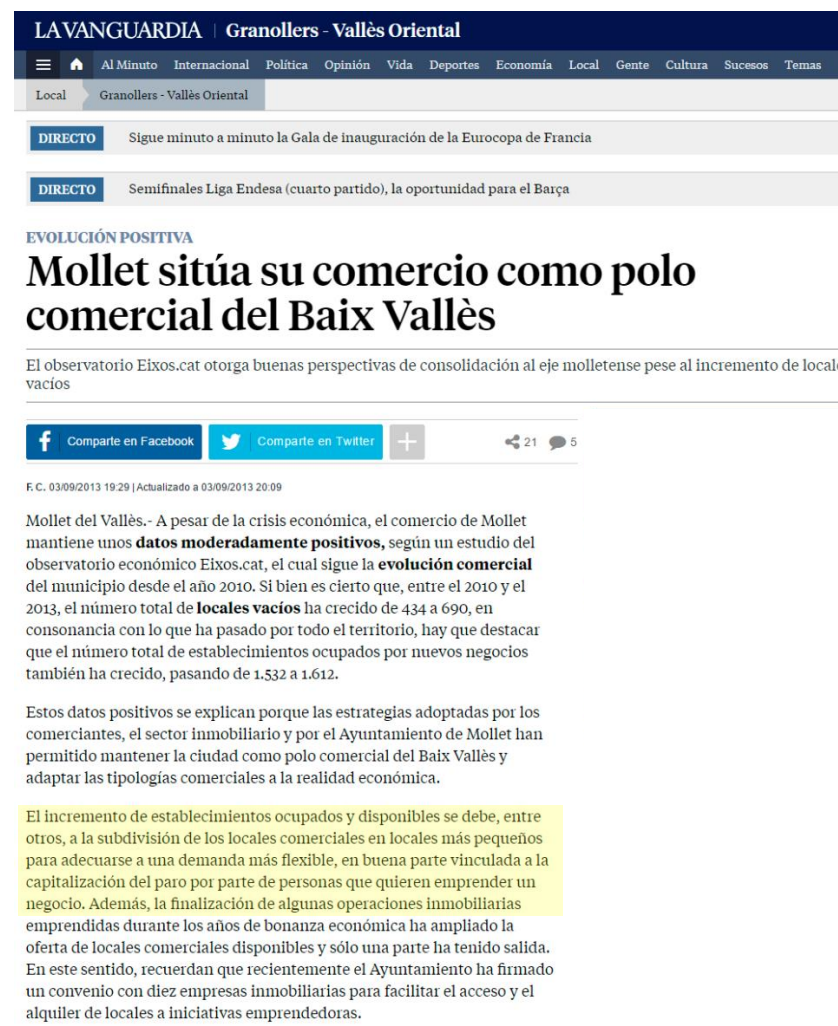 LA VANGUARDIA | Granollers - Vallès Oriental
Al Minuto Internacional Política Opinión Vida Deportes Economía Local Gente Cultura Sucesos Temas
Local Granollers - Vallès Oriental
DIRECTO Sigue minuto a minuto la Gala de inauguración de la Eurocopa de Francia
DIRECTO Semifinales Liga Endesa (cuarto partido), la oportunidad para el Barça
EVOLUCIÓN POSITIVA
Mollet sitúa su comercio como polo
comercial del Baix Vallès
El observatorio Eixos.cat otorga buenas perspectivas de consolidación al eje molletense pese al incremento de local
vacíos
Comparte en Facebook Comparte en Twitter + 21 5
F. C. 03/09/2013 19:29 | Actualizado a 03/09/2013 20:09
Mollet del Vallès.- A pesar de la crisis económica, el comercio de Mollet
mantiene unos datos moderadamente positivos, según un estudio del
observatorio económico Eixos.cat, el cual sigue la evolución comercial
del municipio desde el año 2010. Si bien es cierto que, entre el 2010 y el
2013, el número total de locales vacíos ha crecido de 434 a 690, en
consonancia con lo que ha pasado por todo el territorio, hay que destacar
que el número total de establecimientos ocupados por nuevos negocios
también ha crecido, pasando de 1.532 a 1.612.
Estos datos positivos se explican porque las estrategias adoptadas por los
comerciantes, el sector inmobiliario y por el Ayuntamiento de Mollet han
permitido mantener la ciudad como polo comercial del Baix Vallès y
adaptar las tipologías comerciales a la realidad económica.
El incremento de establecimientos ocupados y disponibles se debe, entre
otros, a la subdivisión de los locales comerciales en locales más pequeños
para adecuarse a una demanda más flexible, en buena parte vinculada a la
capitalización del paro por parte de personas que quieren emprender un
negocio. Además, la finalización de algunas operaciones inmobiliarias
emprendidas durante los años de bonanza económica ha ampliado la
oferta de locales comerciales disponibles y sólo una parte ha tenido salida.
En este sentido, recuerdan que recientemente el Ayuntamiento ha firmado
un convenio con diez empresas inmobiliarias para facilitar el acceso y el
alquiler de locales a iniciativas emprendedoras.